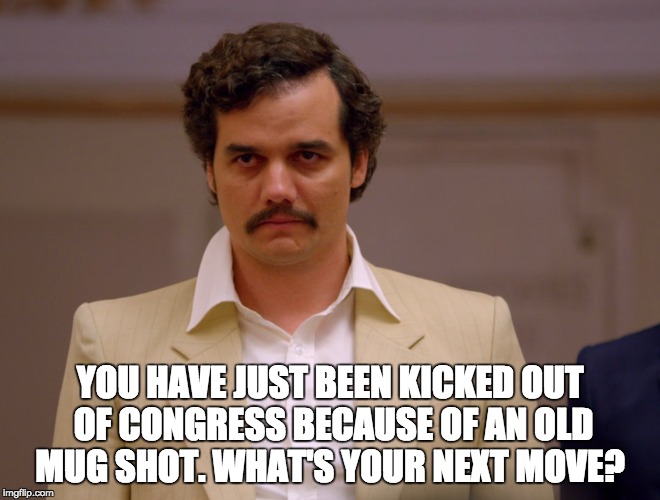 YOU HAVE JUST BEEN KICKED OUT
OF CONGRESS BECAUSE OF AN OLD
MUG SHOT. WHAT'S YOUR NEXT MOVE?
imgflip.com